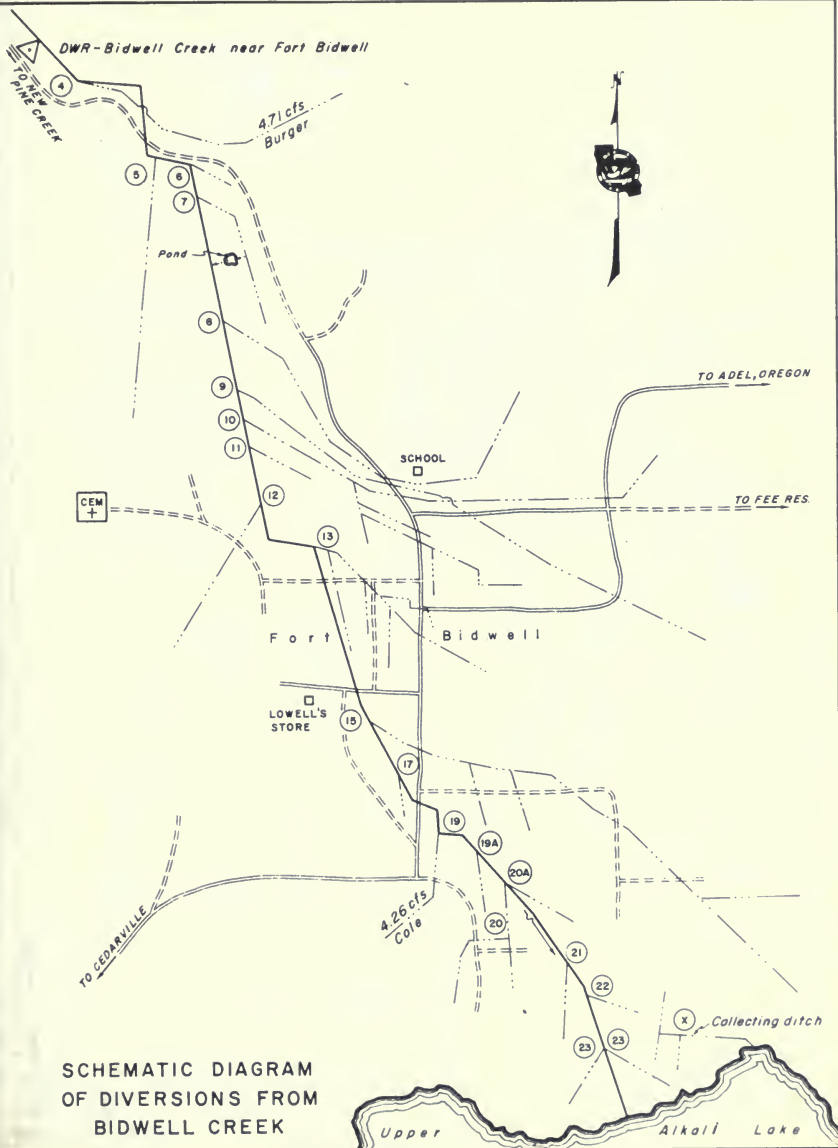 DWR-Bidwell Creek near Fort Bidwell
4
TO NEW
PINE CREEK
4.71 cfs
Burger
N
5
6
7
Pond
8
9
10
11
TO ADEL, OREGON
SCHOOL
CEM
+
12
TO FEE RES.
13
Fort Bidwell
LOWELL'S
STORE
15
17
19
19A
20A
4.26 cfs
Cole
20
TO CEDARVILLE
21
22
X
Collecting ditch
23
23
SCHEMATIC DIAGRAM
OF DIVERSIONS FROM
BIDWELL CREEK
Upper Alkali Lake